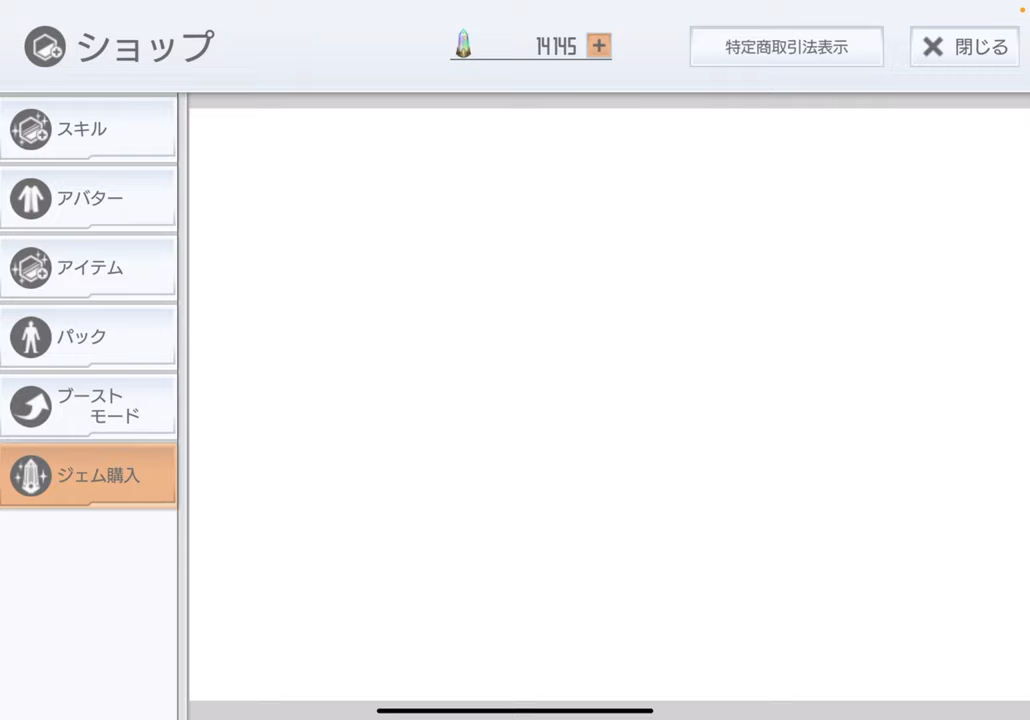 ショップ
14145
特定商取引法表示
閉じる
スキル
アバター
アイテム
パック
ブースト
モード
ジェム購入